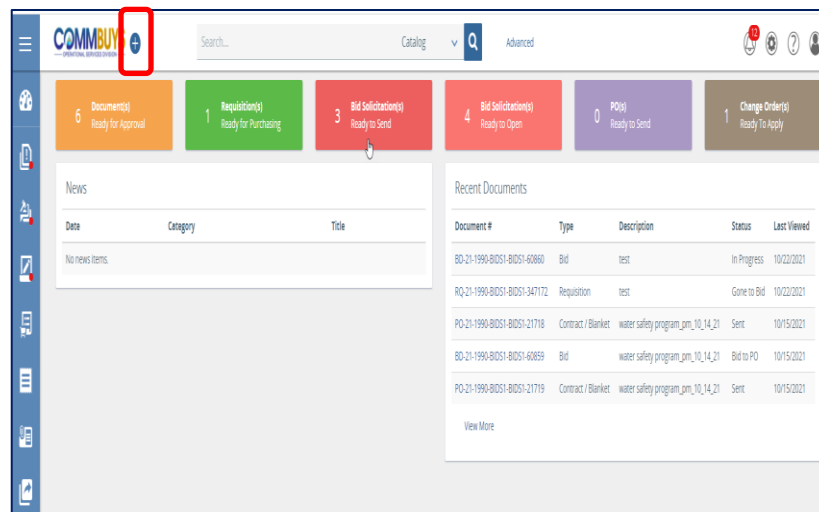 COMMBUYS
OPERATIONAL SERVICES DIVISION
Search... Catalog Advanced
12
6 Document(s) Ready for Approval
1 Requisition(s) Ready for Purchasing
3 Bid Solicitation(s) Ready to Send
4 Bid Solicitation(s) Ready to Open
0 PO(s) Ready to Send
1 Change Order(s) Ready To Apply
News
Date Category Title
No news items.
Recent Documents
Document # Type Description Status Last Viewed
BD-21-1990-BIDS1-BIDS1-60860 Bid test In Progress 10/22/2021
RQ-21-1990-BIDS1-BIDS1-347172 Requisition test Gone to Bid 10/22/2021
PO-21-1990-BIDS1-BIDS1-21718 Contract / Blanket water safety program_pm_10_14_21 Sent 10/15/2021
BD-21-1990-BIDS1-BIDS1-60859 Bid water safety program_pm_10_14_21 Bid to PO 10/15/2021
PO-21-1990-BIDS1-BIDS1-21719 Contract / Blanket water safety program_pm_10_14_21 Sent 10/15/2021
View More